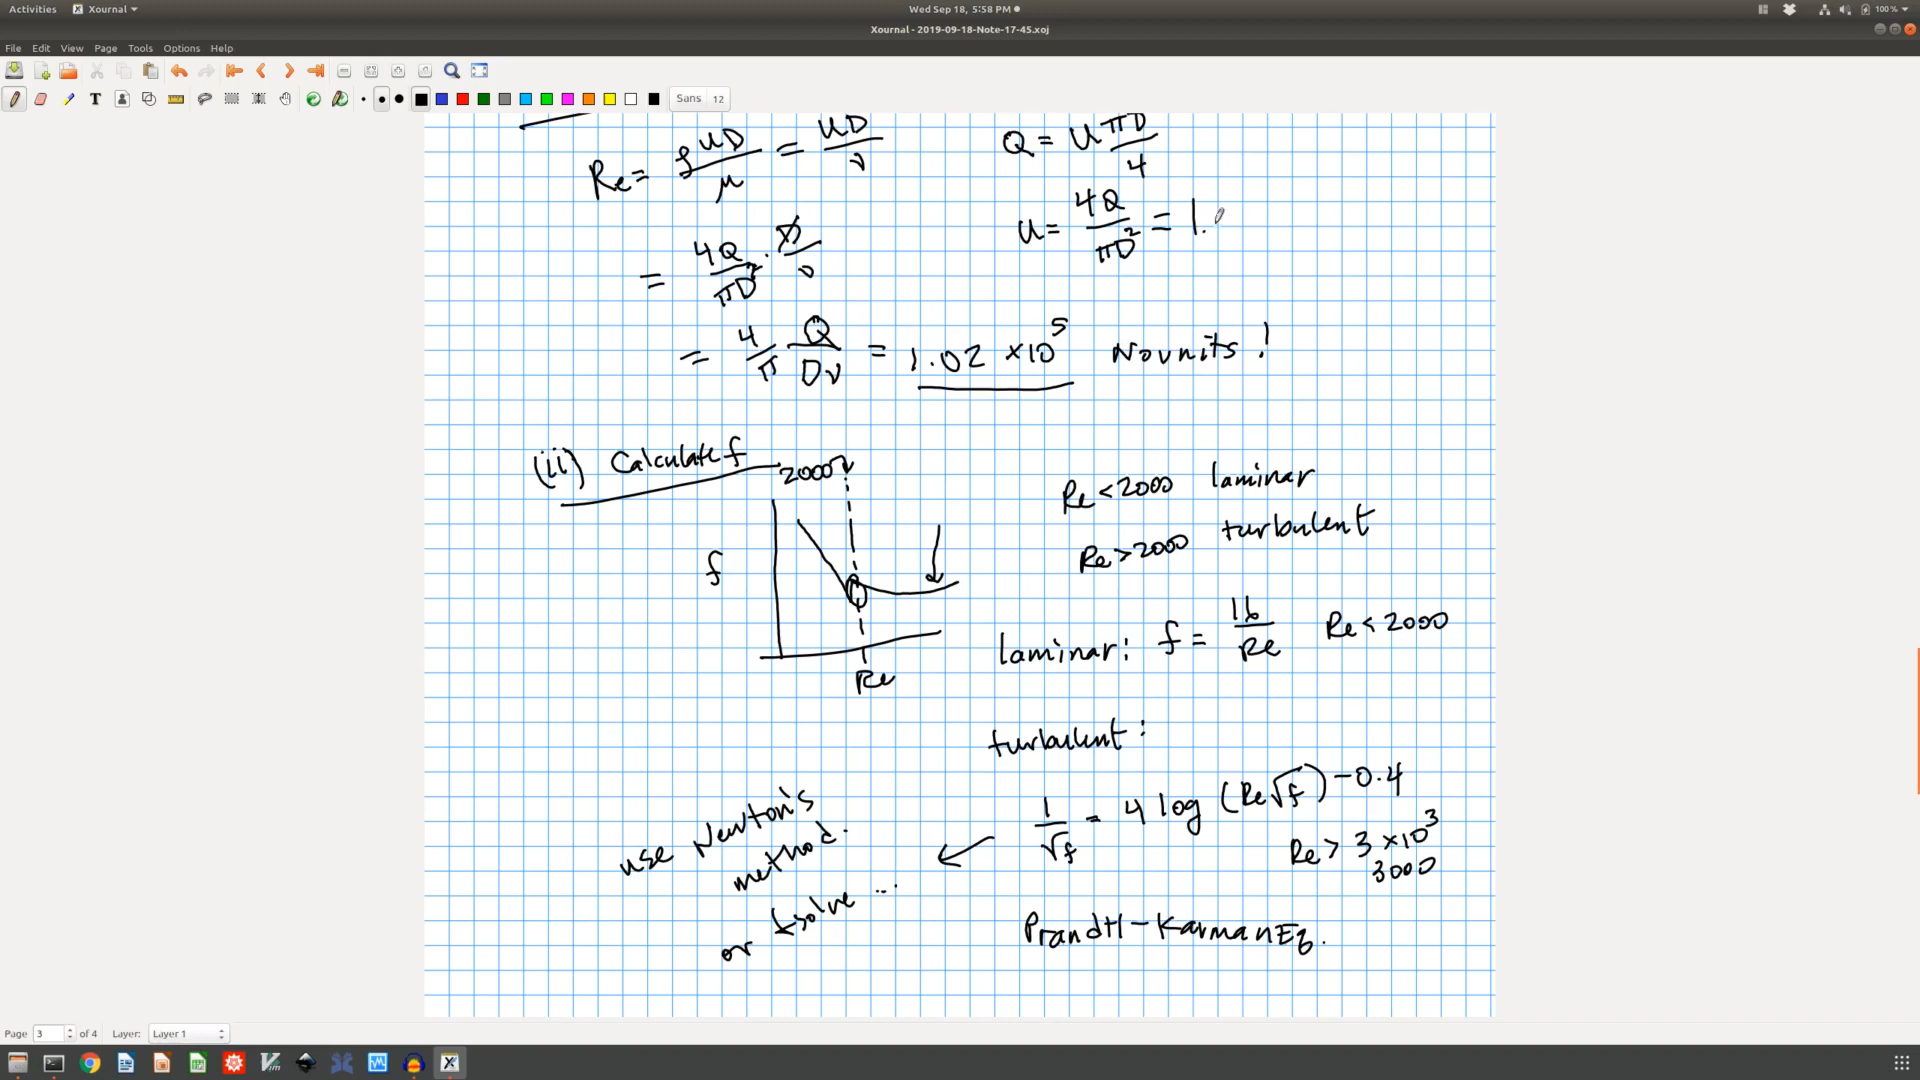 Activities Xournal Wed Sep 18, 5:58 PM 100 %
Xournal - 2019-09-18-Note-17-45.xoj
File Edit View Page Tools Options Help
Sans 12
Re = ρUD/μ = UD/ν
Q = U πD/4
U = 4Q/πD² = 1.
= 4Q/πD² · D/ν
= 4/π Q/Dν = 1.02 ×10⁵ No units!
(ii) Calculate f
2000
f
Re
Re < 2000 laminar
Re > 2000 turbulent
laminar: f = 16/Re Re < 2000
turbulent:
1/√f = 4 log (Re√f) - 0.4
Re > 3 ×10³
3000
Prandtl-Karman Eq.
use Newton's
method.
or fsolve ...
Page 3 of 4 Layer: Layer 1